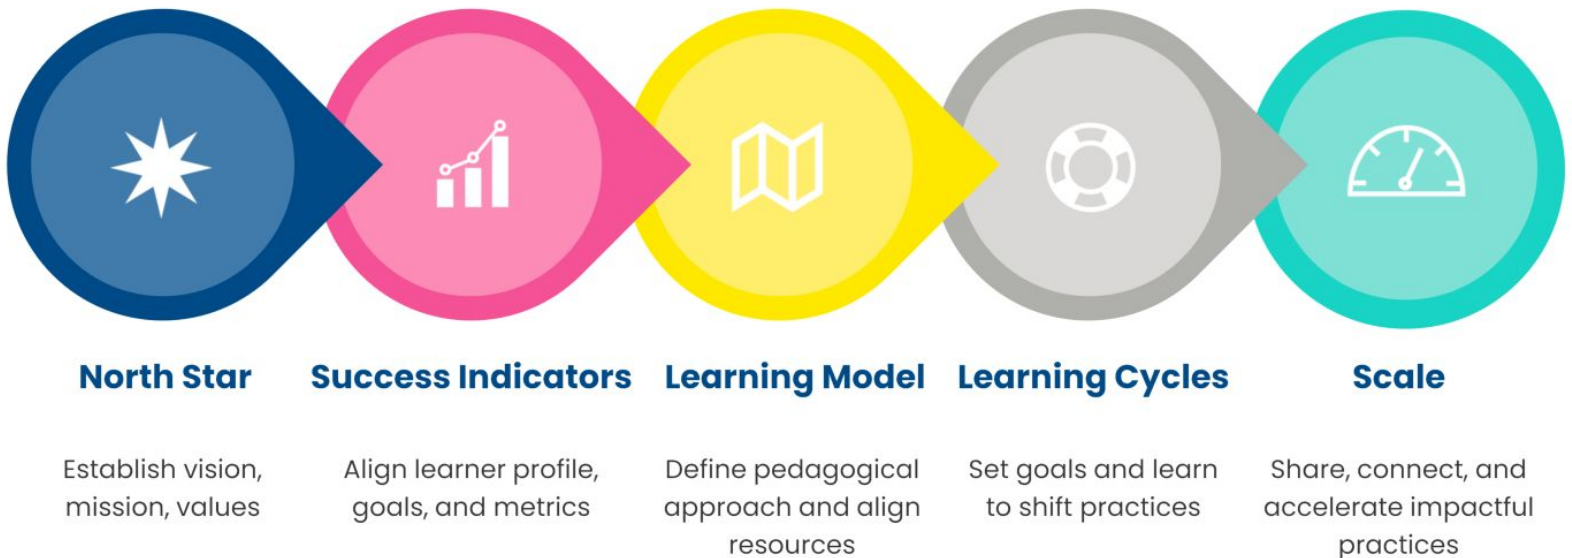 North Star
Establish vision,
mission, values
Success Indicators
Align learner profile,
goals, and metrics
Learning Model
Define pedagogical
approach and align
resources
Learning Cycles
Set goals and learn
to shift practices
Scale
Share, connect, and
accelerate impactful
practices